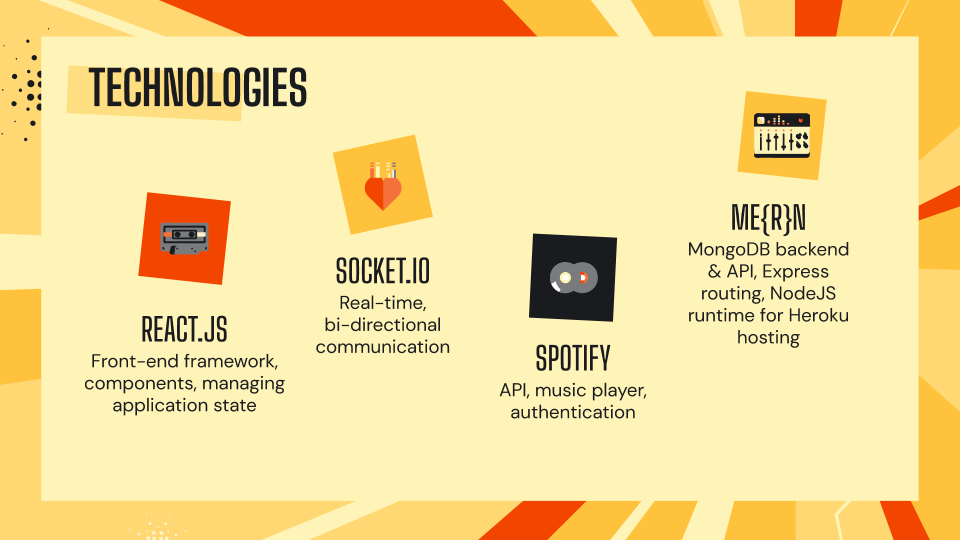 TECHNOLOGIES
REACT.JS
Front-end framework,
components, managing
application state
SOCKET.IO
Real-time,
bi-directional
communication
SPOTIFY
API, music player,
authentication
ME{R}N
MongoDB backend
& API, Express
routing, NodeJS
runtime for Heroku
hosting